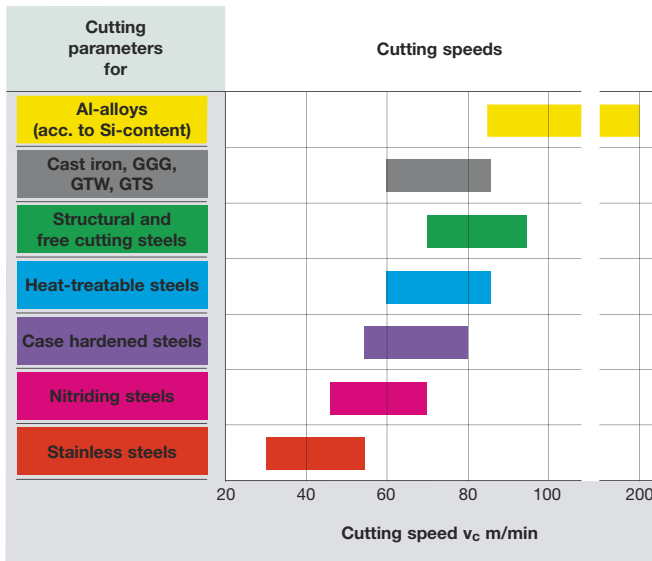 Cutting
parameters
for
Cutting speeds
Al-alloys
(acc. to Si-content)
Cast iron, GGG,
GTW, GTS
Structural and
free cutting steels
Heat-treatable steels
Case hardened steels
Nitriding steels
Stainless steels
20 40 60 80 100 200
Cutting speed vc m/min